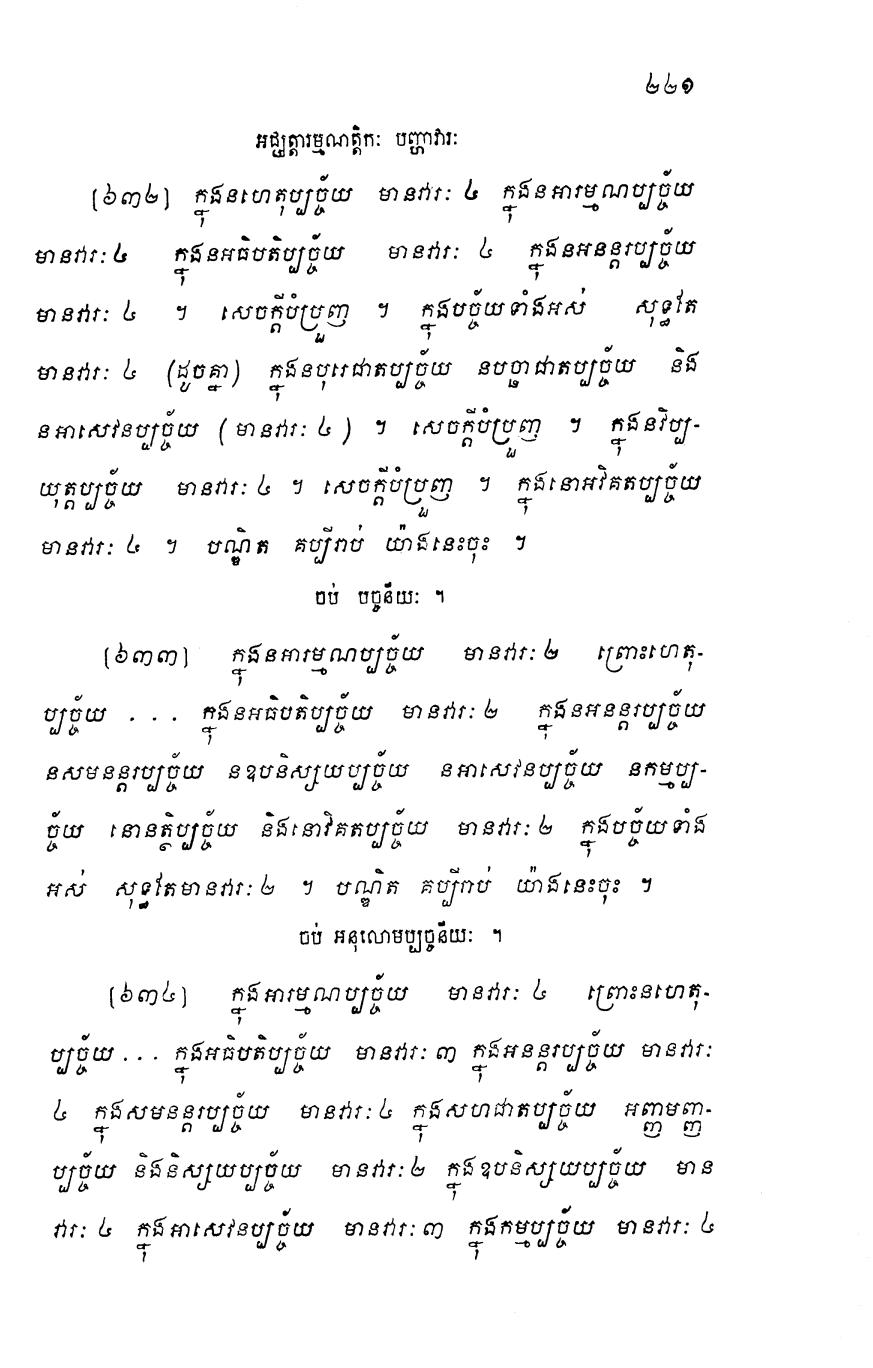 ២២១
អជ្ឈត្តារម្មណត្តិកៈ បញ្ហាវារៈ
(៦៣២) ក្នុងនហេតុប្បច្ច័យ មានវារៈ ៤ ក្នុងនអារម្មណប្បច្ច័យ
មានវារៈ ៤ ក្នុងនអធិបតិប្បច្ច័យ មានវារៈ ៤ ក្នុងនអនន្តរប្បច្ច័យ
មានវារៈ ៤ ។ សេចក្តីបំប្រួញ ។ ក្នុងបច្ច័យទាំងអស់ សុទ្ធតែ
មានវារៈ ៤ (ដូចគ្នា) ក្នុងនបុរេជាតប្បច្ច័យ នបច្ឆាជាតប្បច្ច័យ និង
នអាសេវនប្បច្ច័យ (មានវារៈ ៤) ។ សេចក្តីបំប្រួញ ។ ក្នុងនវិប្ប-
យុត្តប្បច្ច័យ មានវារៈ ៤ ។ សេចក្តីបំប្រួញ ។ ក្នុងនោអវិគតប្បច្ច័យ
មានវារៈ ៤ ។ បណ្ឌិត គប្បីរាប់ យ៉ាងនេះចុះ ។
ចប់ បច្ចនីយៈ ។
(៦៣៣) ក្នុងនអារម្មណប្បច្ច័យ មានវារៈ ២ ព្រោះហេតុ-
ប្បច្ច័យ ... ក្នុងនអធិបតិប្បច្ច័យ មានវារៈ ២ ក្នុងនអនន្តរប្បច្ច័យ
នសមនន្តរប្បច្ច័យ នឧបនិស្សយប្បច្ច័យ នអាសេវនប្បច្ច័យ នកម្មប្ប-
ច្ច័យ នោនត្ថិប្បច្ច័យ និងនោវិគតប្បច្ច័យ មានវារៈ ២ ក្នុងបច្ច័យទាំង
អស់ សុទ្ធតែមានវារៈ ២ ។ បណ្ឌិត គប្បីរាប់ យ៉ាងនេះចុះ ។
ចប់ អនុលោមប្បច្ចនីយៈ ។
(៦៣៤) ក្នុងអារម្មណប្បច្ច័យ មានវារៈ ៤ ព្រោះនហេតុ-
ប្បច្ច័យ ... ក្នុងអធិបតិប្បច្ច័យ មានវារៈ ៣ ក្នុងអនន្តរប្បច្ច័យ មានវារៈ
៤ ក្នុងសមនន្តរប្បច្ច័យ មានវារៈ ៤ ក្នុងសហជាតប្បច្ច័យ អញ្ញមញ្ញ-
ប្បច្ច័យ និងនិស្សយប្បច្ច័យ មានវារៈ ២ ក្នុងឧបនិស្សយប្បច្ច័យ មាន
វារៈ ៤ ក្នុងអាសេវនប្បច្ច័យ មានវារៈ ៣ ក្នុងកម្មប្បច្ច័យ មានវារៈ ៤